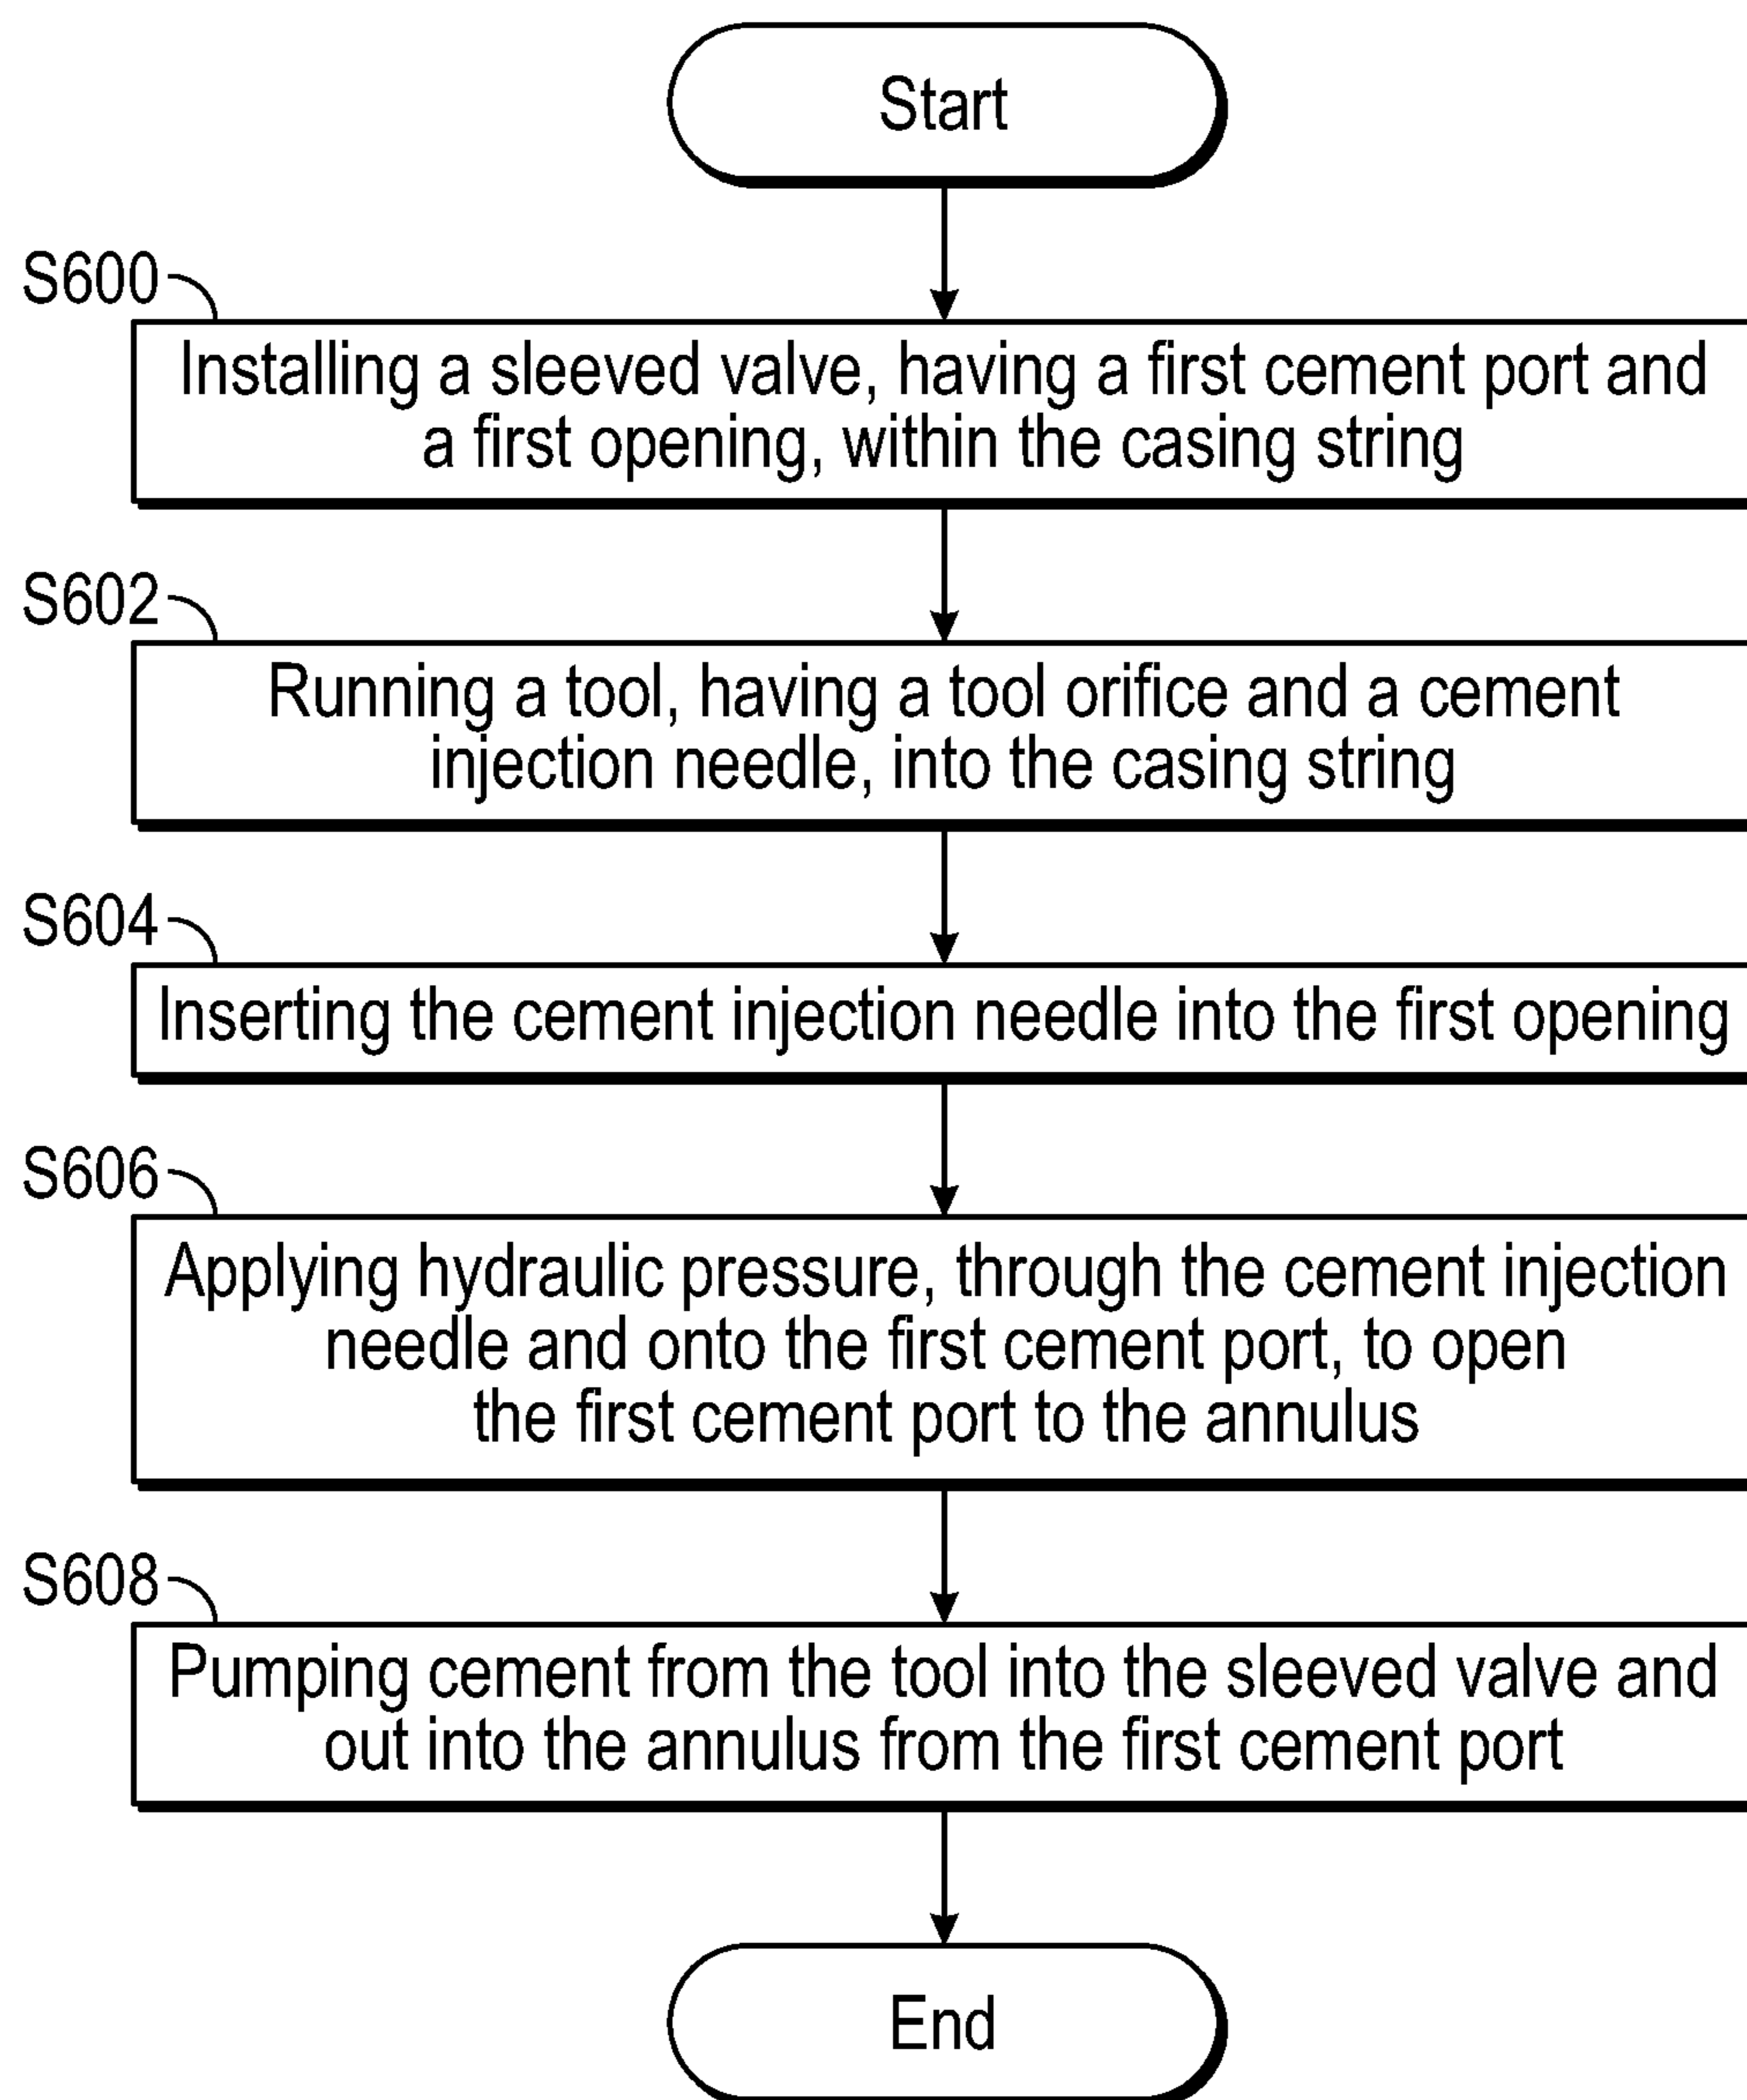 Start
S600
Installing a sleeved valve, having a first cement port and
a first opening, within the casing string
S602
Running a tool, having a tool orifice and a cement
injection needle, into the casing string
S604
Inserting the cement injection needle into the first opening
S606
Applying hydraulic pressure, through the cement injection
needle and onto the first cement port, to open
the first cement port to the annulus
S608
Pumping cement from the tool into the sleeved valve and
out into the annulus from the first cement port
End